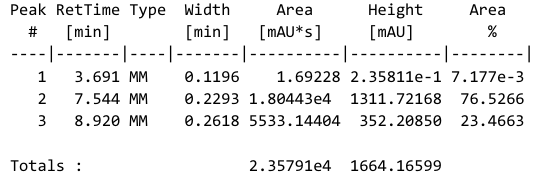 Peak RetTime Type Width Area Height Area
# [min] [min] [mAU*s] [mAU] %
----|-------|----|-------|----------|----------|--------|
1 3.691 MM 0.1196 1.69228 2.35811e-1 7.177e-3
2 7.544 MM 0.2293 1.80443e4 1311.72168 76.5266
3 8.920 MM 0.2618 5533.14404 352.20850 23.4663
Totals : 2.35791e4 1664.16599